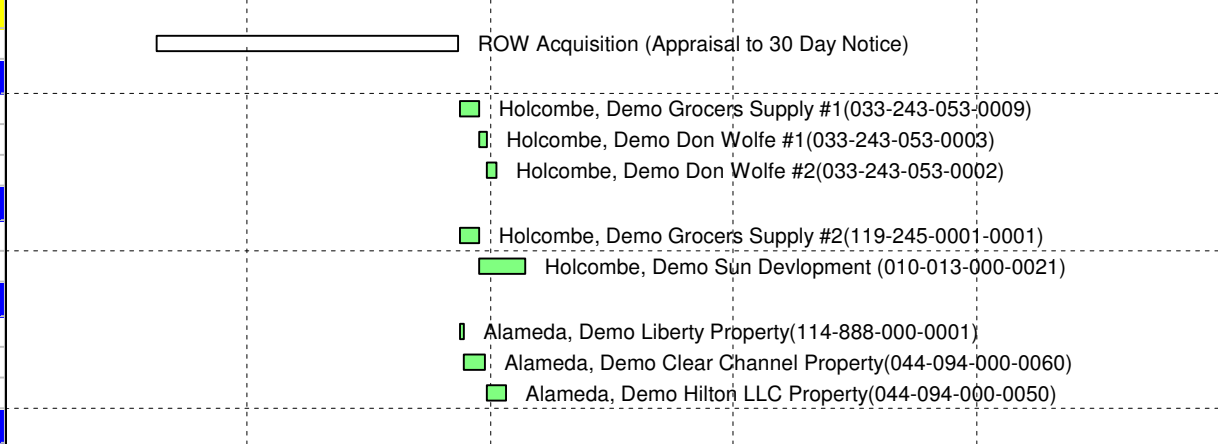 ROW Acquisition (Appraisal to 30 Day Notice)
Holcombe, Demo Grocers Supply #1(033-243-053-0009)
Holcombe, Demo Don Wolfe #1(033-243-053-0003)
Holcombe, Demo Don Wolfe #2(033-243-053-0002)
Holcombe, Demo Grocers Supply #2(119-245-0001-0001)
Holcombe, Demo Sun Devlopment (010-013-000-0021)
Alameda, Demo Liberty Property(114-888-000-0001)
Alameda, Demo Clear Channel Property(044-094-000-0060)
Alameda, Demo Hilton LLC Property(044-094-000-0050)